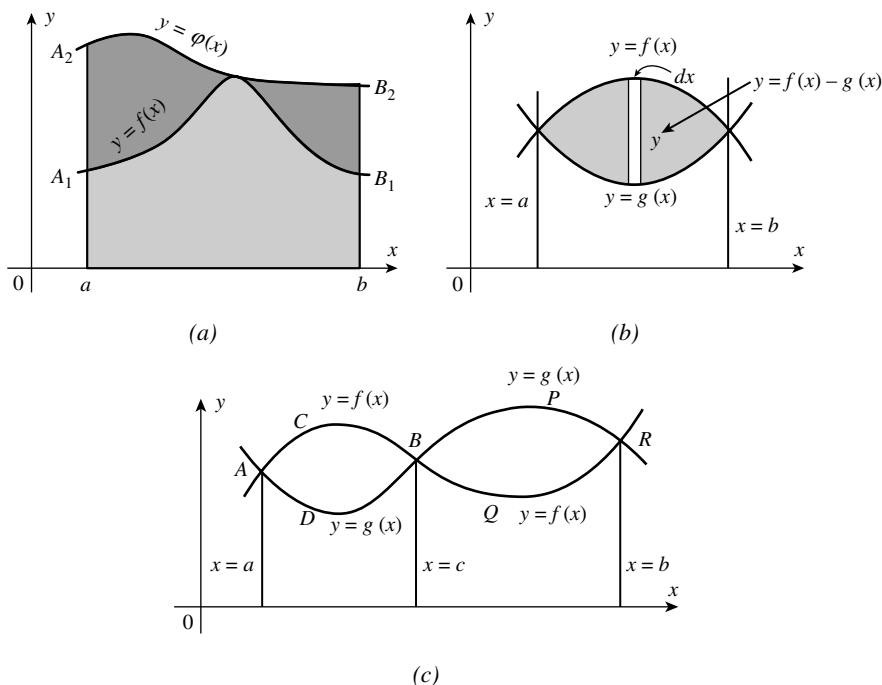 y
y = φ(x)
A₂
y = f(x)
B₂
A₁
B₁
x
0
a
b
(a)
y
y = f (x)
dx
y = f(x) – g (x)
y
y = g (x)
x = a
x = b
x
0
(b)
y
y = g (x)
P
y = f (x)
C
B
A
R
D
y = g (x)
Q
y = f (x)
x = a
x = c
x = b
x
0
(c)